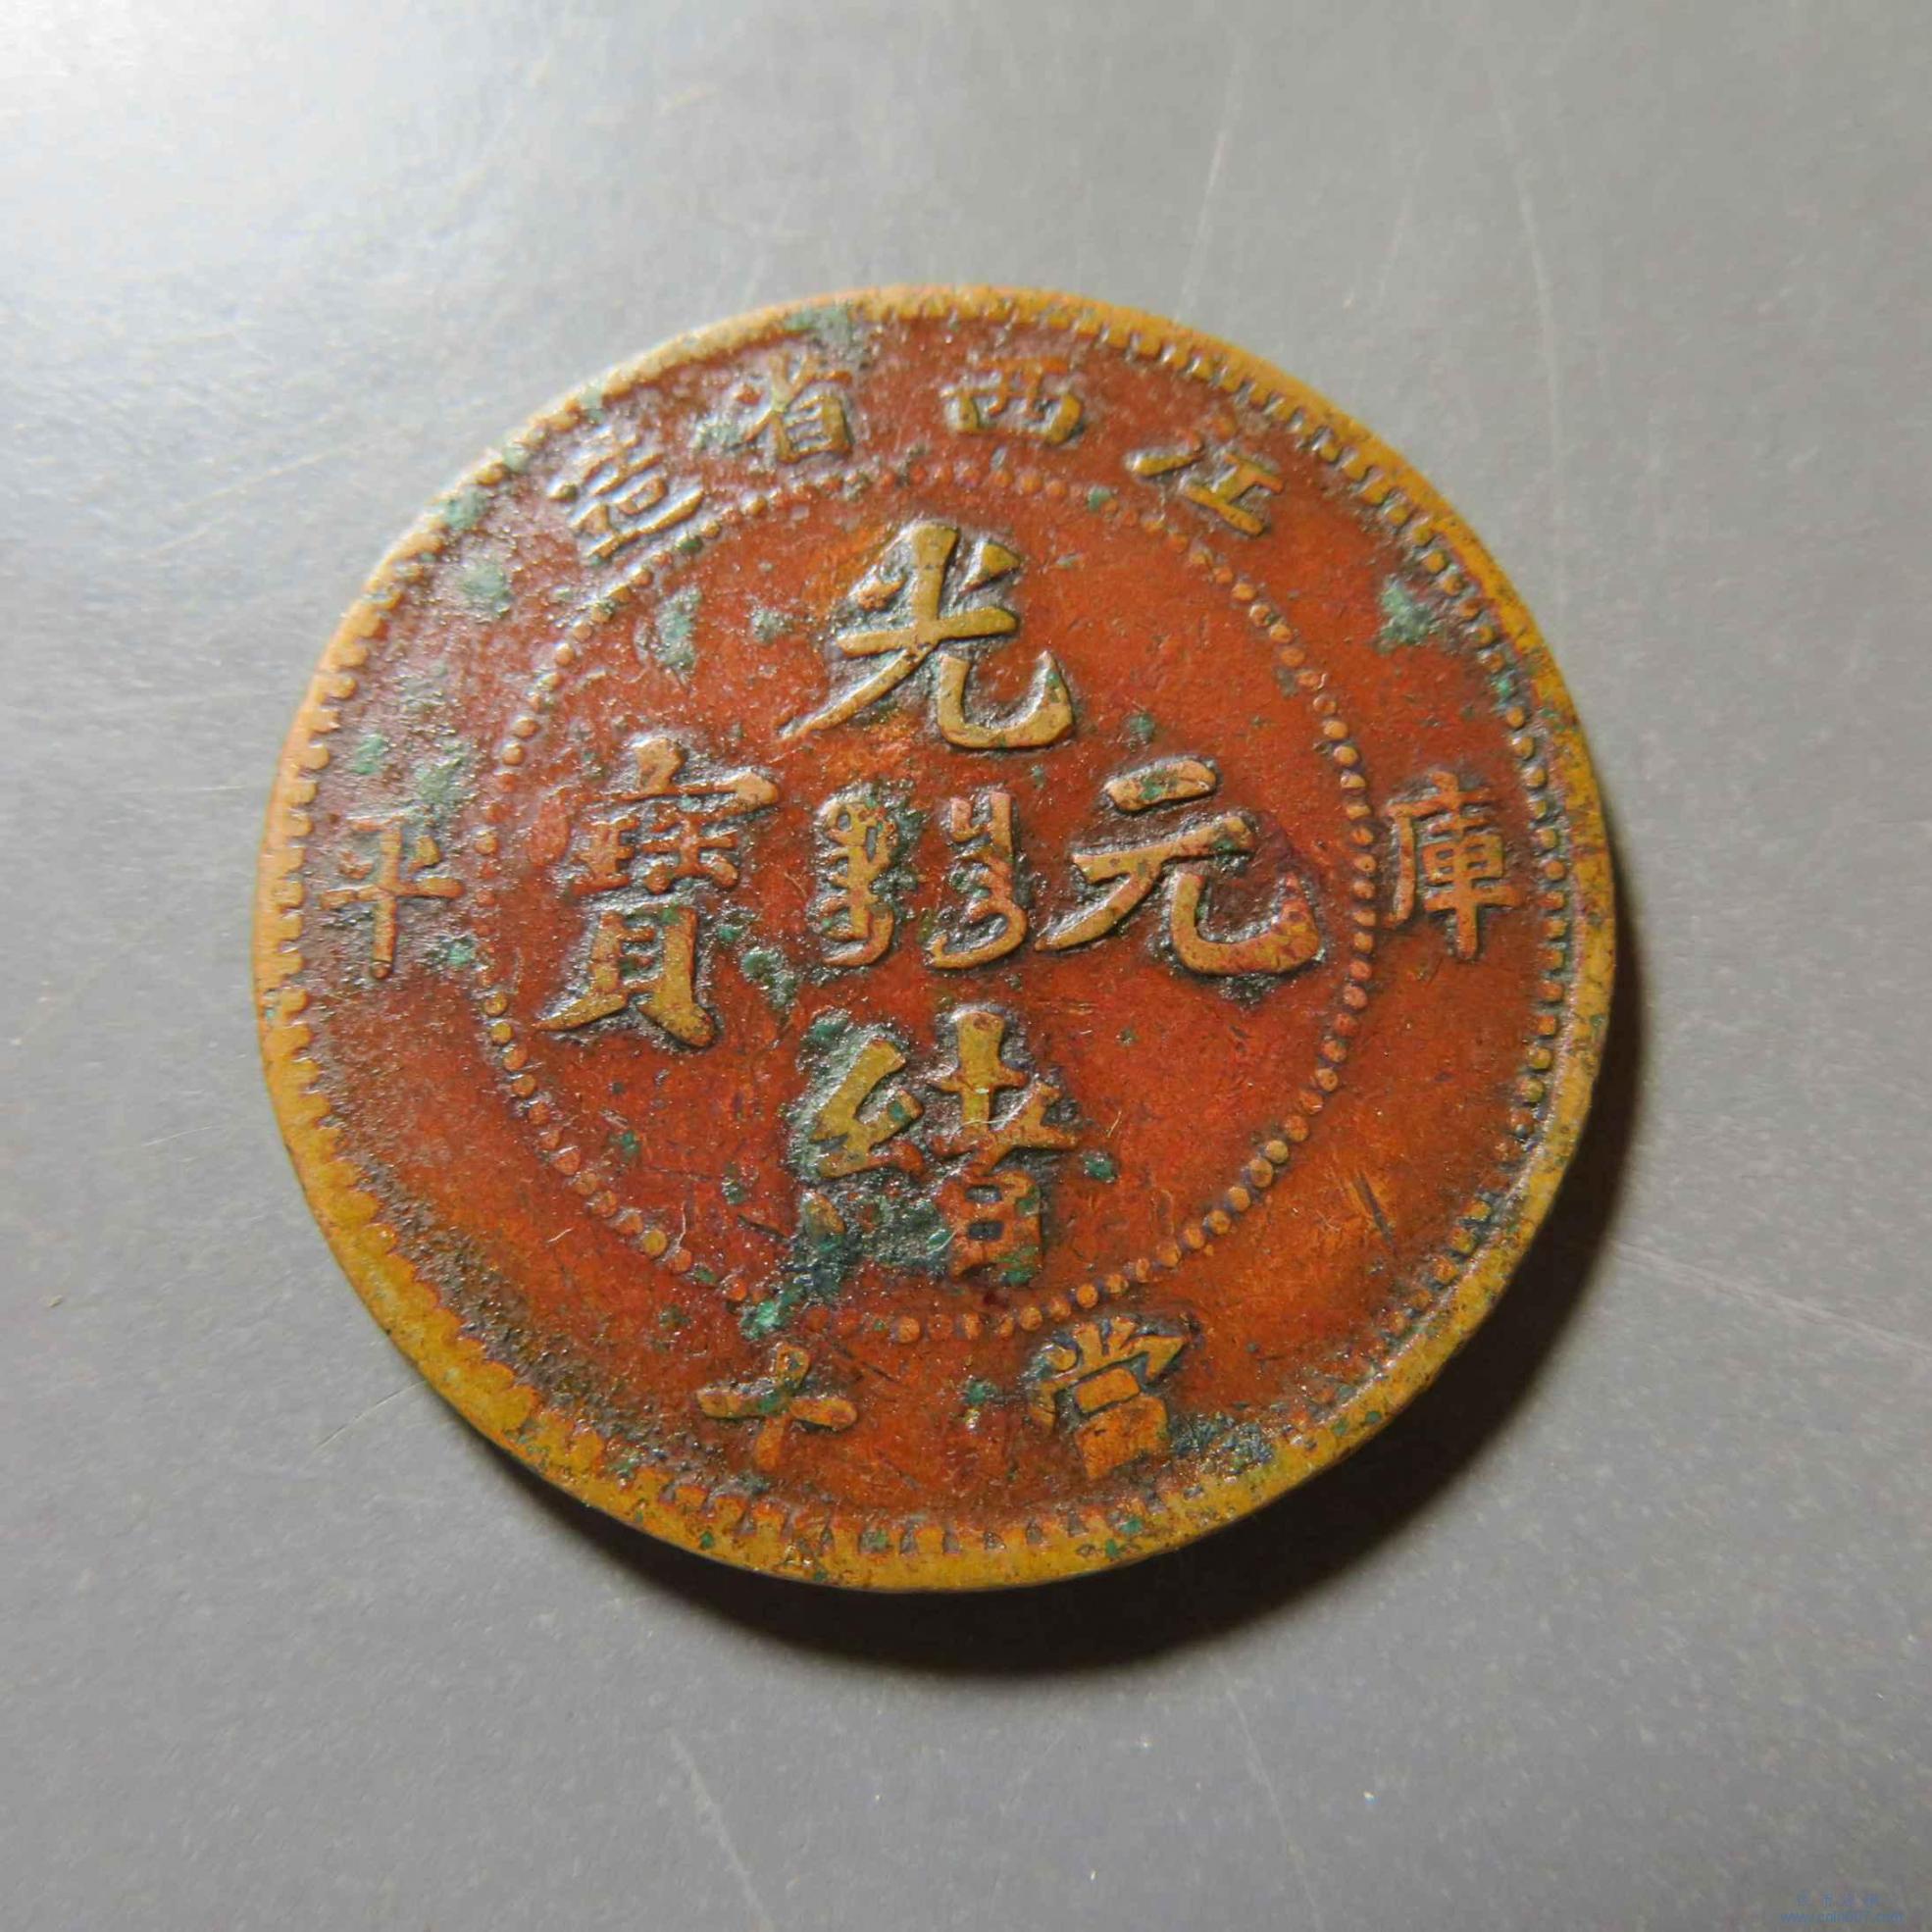 江西省造
光緒元寶
庫平
當十